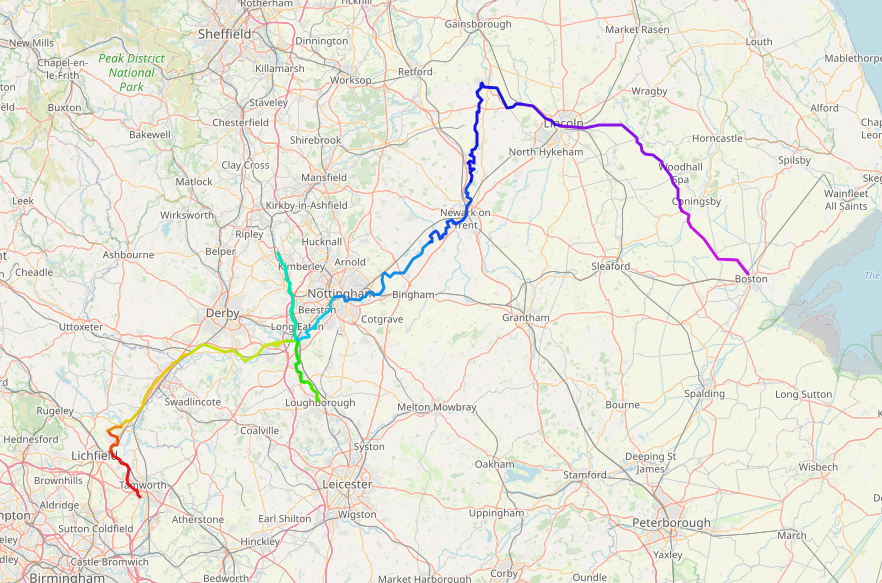 Rotherham
Gainsborough
Market Rasen
Sheffield
Dinnington
Louth
New Mills
Chapel-en-
le-Frith
Peak District
National
Park
Killamarsh
Worksop
Retford
Mablethorpe
Buxton
Staveley
Wragby
Alford
Chesterfield
Lincoln
Bakewell
Shirebrook
North Hykeham
Horncastle
Clay Cross
Woodhall
Spa
Spilsby
Matlock
Mansfield
Leek
Kirkby-in-Ashfield
Coningsby
Wainfleet
All Saints
Wirksworth
Newark on
Trent
Ripley
Hucknall
Ashbourne
Belper
Kimberley
Arnold
Sleaford
Cheadle
Boston
The
Nottingham
Bingham
Derby
Beeston
Cotgrave
Grantham
Uttoxeter
Long Eaton
Swadlincote
Spalding
Long Sutton
Rugeley
Loughborough
Melton Mowbray
Bourne
Hednesford
Coalville
Lichfield
Syston
Deeping St
James
Wisbech
Brownhills
Tamworth
Leicester
Oakham
Stamford
Aldridge
Atherstone
Earl Shilton
Wigston
Uppingham
Peterborough
Sutton Coldfield
Hinckley
March
Castle Bromwich
Yaxley
Birmingham
Bedworth
Market Harborough
Corby
Oundle